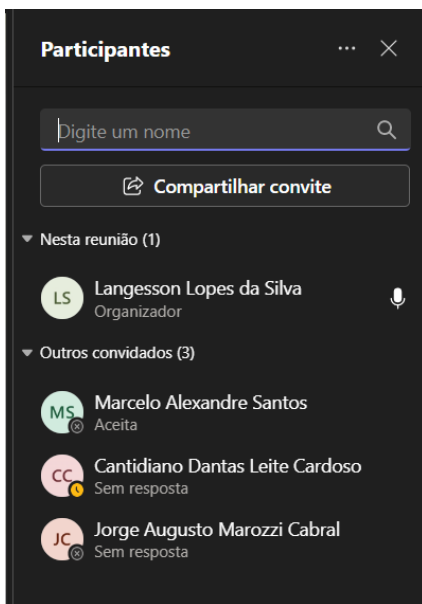 Participantes
Digite um nome
Compartilhar convite
Nesta reunião (1)
LS
Langesson Lopes da Silva
Organizador
Outros convidados (3)
MS
Marcelo Alexandre Santos
Aceita
CC
Cantidiano Dantas Leite Cardoso
Sem resposta
JC
Jorge Augusto Marozzi Cabral
Sem resposta